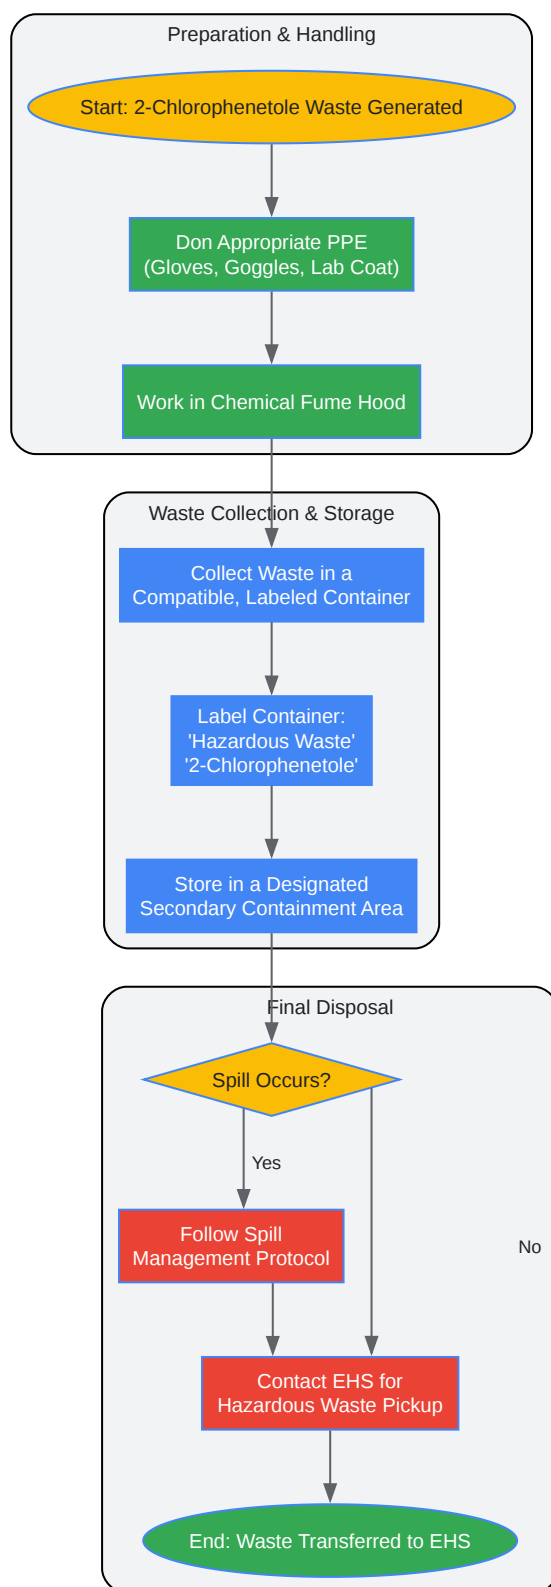 Preparation & Handling
Start: 2-Chlorophenetole Waste Generated
Don Appropriate PPE
(Gloves, Goggles, Lab Coat)
Work in Chemical Fume Hood
Waste Collection & Storage
Collect Waste in a
Compatible, Labeled Container
Label Container:
'Hazardous Waste'
'2-Chlorophenetole'
Store in a Designated
Secondary Containment Area
Final Disposal
Spill Occurs?
Yes
Follow Spill
Management Protocol
No
Contact EHS for
Hazardous Waste Pickup
End: Waste Transferred to EHS